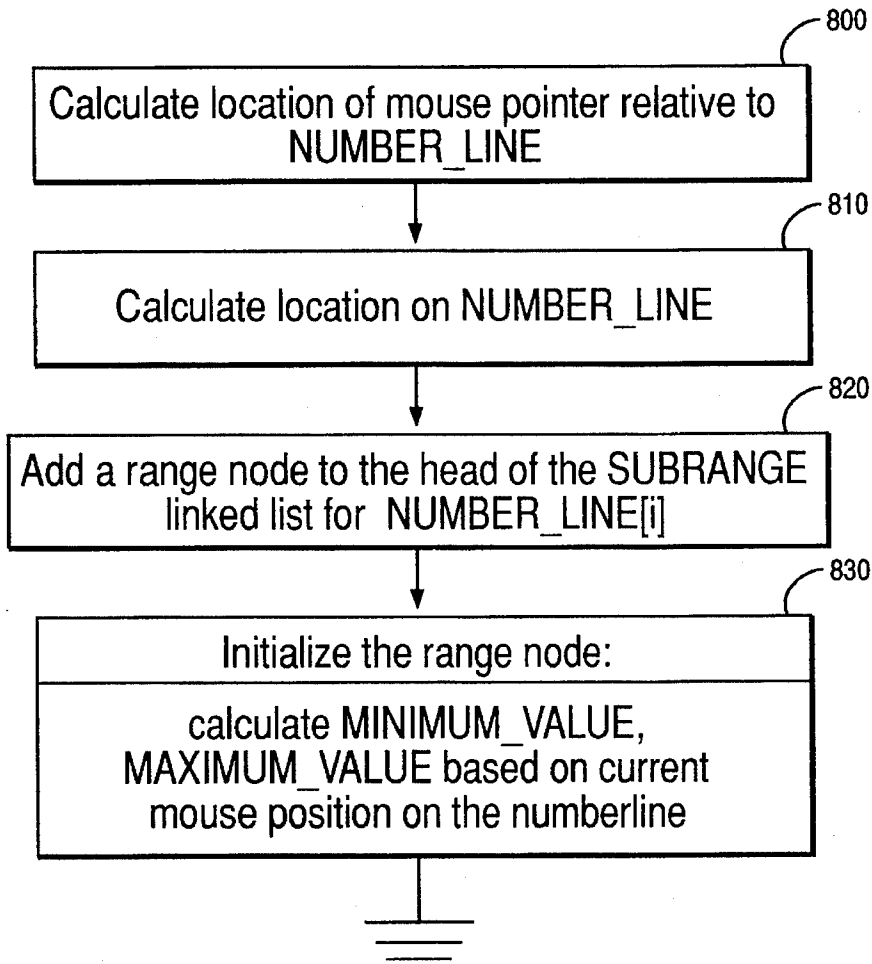 800
Calculate location of mouse pointer relative to
NUMBER_LINE
810
Calculate location on NUMBER_LINE
820
Add a range node to the head of the SUBRANGE
linked list for NUMBER_LINE[i]
830
Initialize the range node:
calculate MINIMUM_VALUE,
MAXIMUM_VALUE based on current
mouse position on the numberline